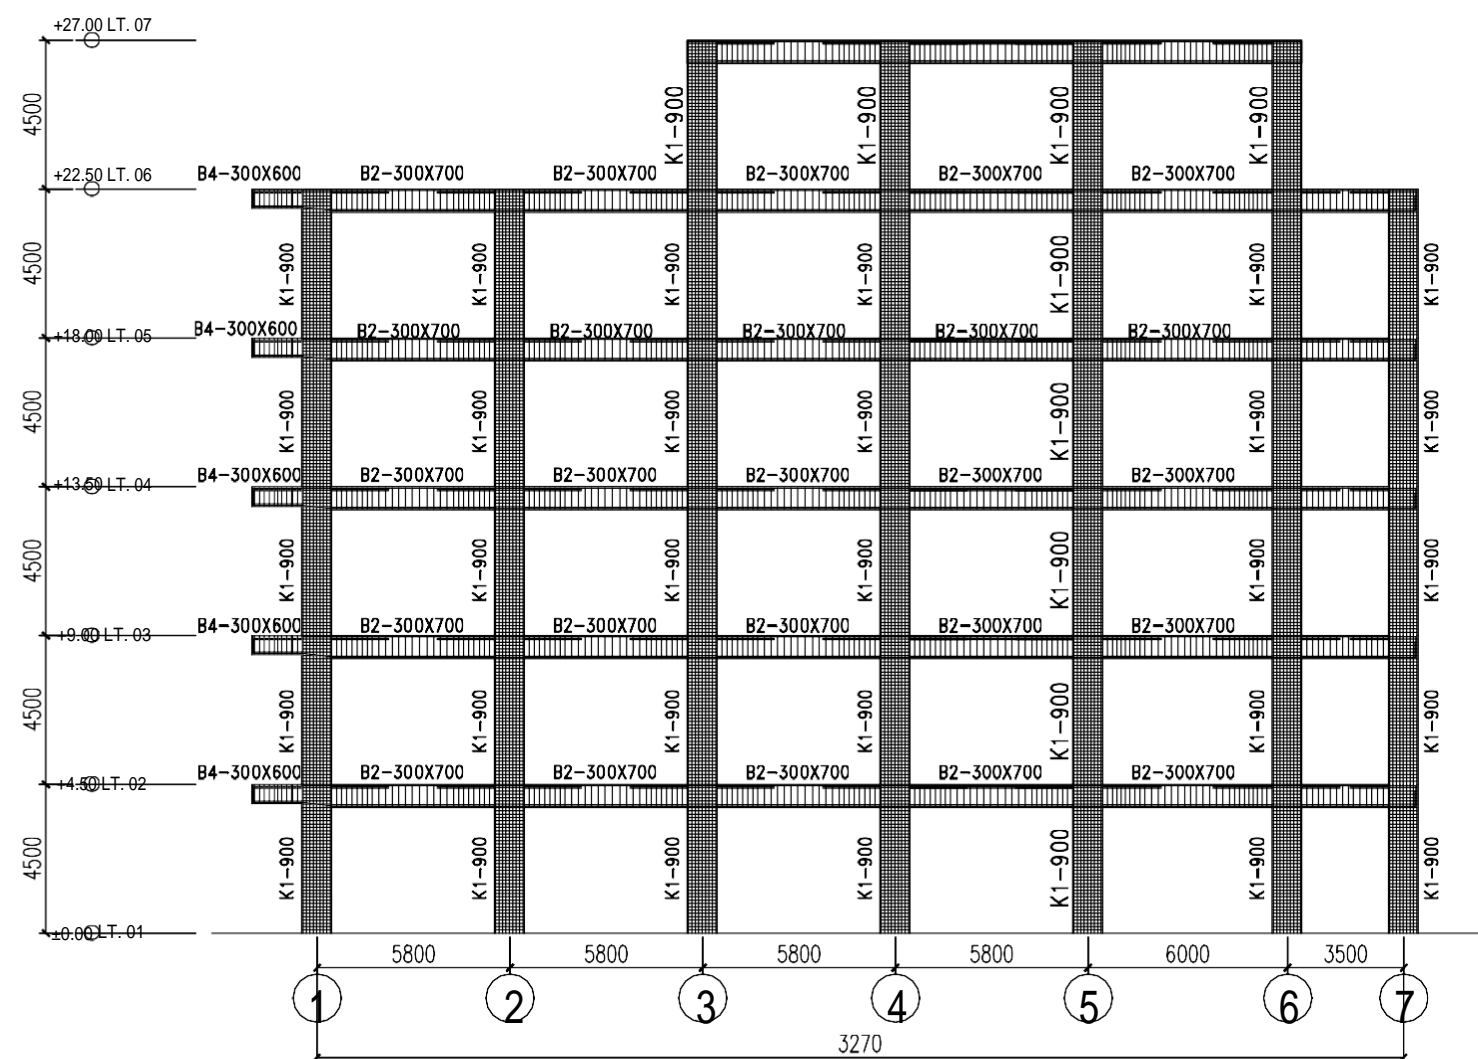 +27.00 LT. 07
4500
K1-900 K1-900 K1-900 K1-900
+22.50 LT. 06
B4-300X600 B2-300X700 B2-300X700 B2-300X700 B2-300X700 B2-300X700
4500
K1-900 K1-900 K1-900 K1-900 K1-900 K1-900 K1-900
+18.00 LT. 05
B4-300X600 B2-300X700 B2-300X700 B2-300X700 B2-300X700 B2-300X700
4500
K1-900 K1-900 K1-900 K1-900 K1-900 K1-900 K1-900
+13.50 LT. 04
B4-300X600 B2-300X700 B2-300X700 B2-300X700 B2-300X700 B2-300X700
4500
K1-900 K1-900 K1-900 K1-900 K1-900 K1-900 K1-900
+9.00 LT. 03
B4-300X600 B2-300X700 B2-300X700 B2-300X700 B2-300X700 B2-300X700
4500
K1-900 K1-900 K1-900 K1-900 K1-900 K1-900 K1-900
+4.50 LT. 02
B4-300X600 B2-300X700 B2-300X700 B2-300X700 B2-300X700 B2-300X700
4500
K1-900 K1-900 K1-900 K1-900 K1-900 K1-900 K1-900
±0.00 LT. 01
5800 5800 5800 5800 6000 3500
1 2 3 4 5 6 7
3270